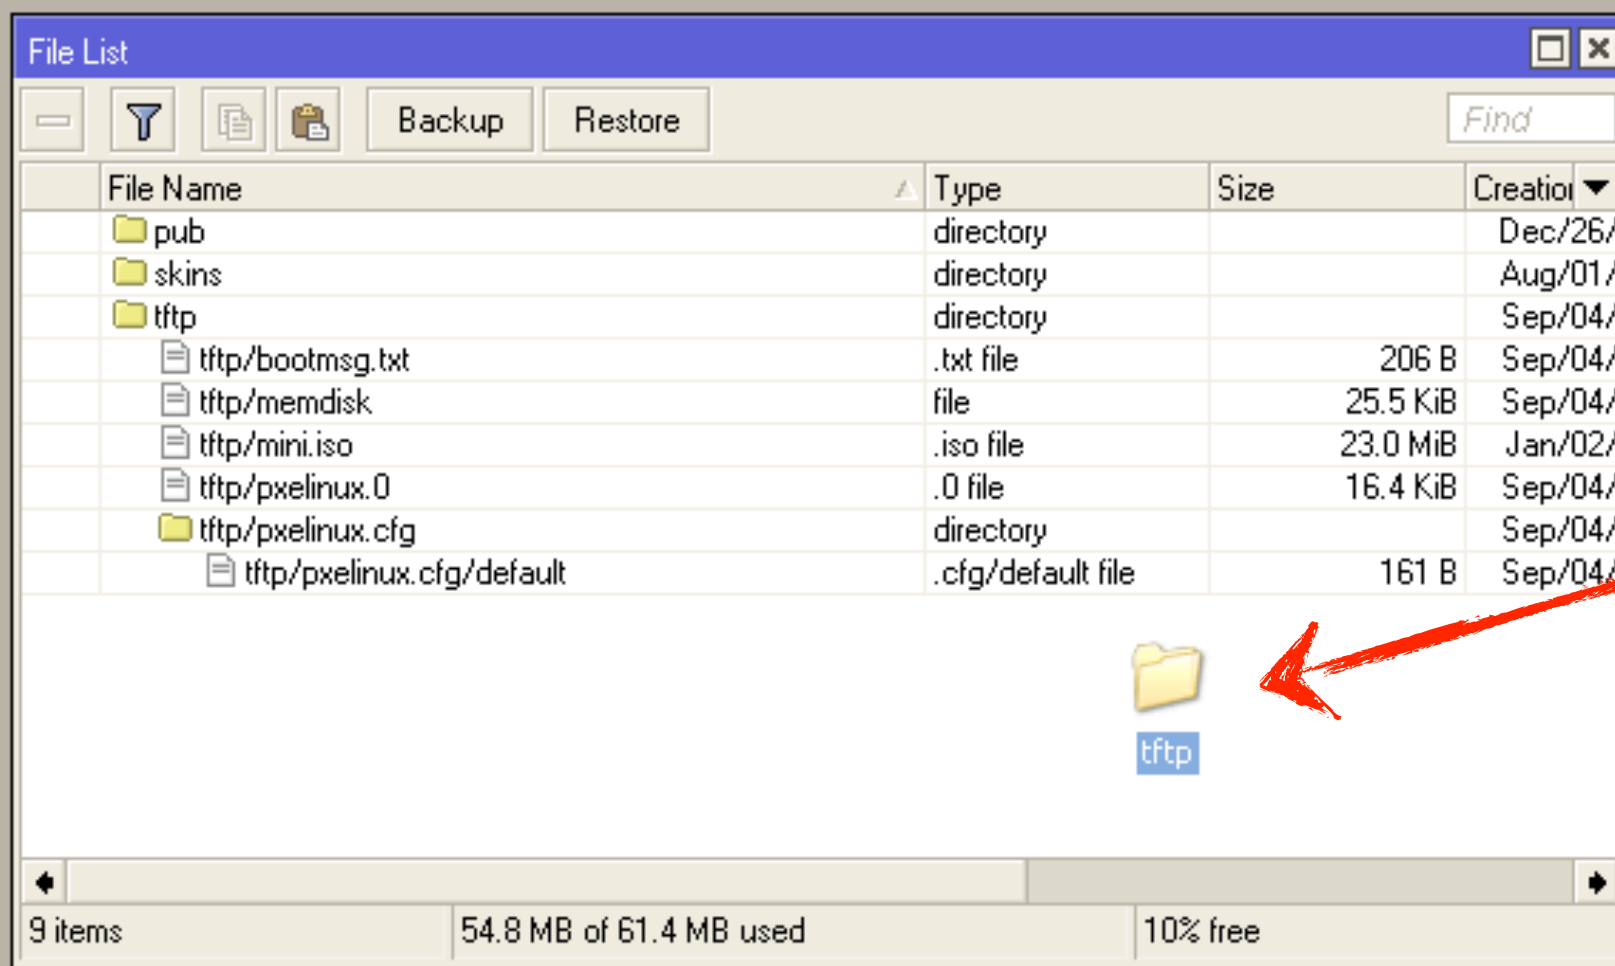 File List
Backup Restore Find
File Name Type Size Creation
pub directory Dec/26/
skins directory Aug/01/
tftp directory Sep/04/
tftp/bootmsg.txt .txt file 206 B Sep/04/
tftp/memdisk file 25.5 KiB Sep/04/
tftp/mini.iso .iso file 23.0 MiB Jan/02/
tftp/pxelinux.0 .0 file 16.4 KiB Sep/04/
tftp/pxelinux.cfg directory Sep/04/
tftp/pxelinux.cfg/default .cfg/default file 161 B Sep/04/
tftp
9 items 54.8 MB of 61.4 MB used 10% free